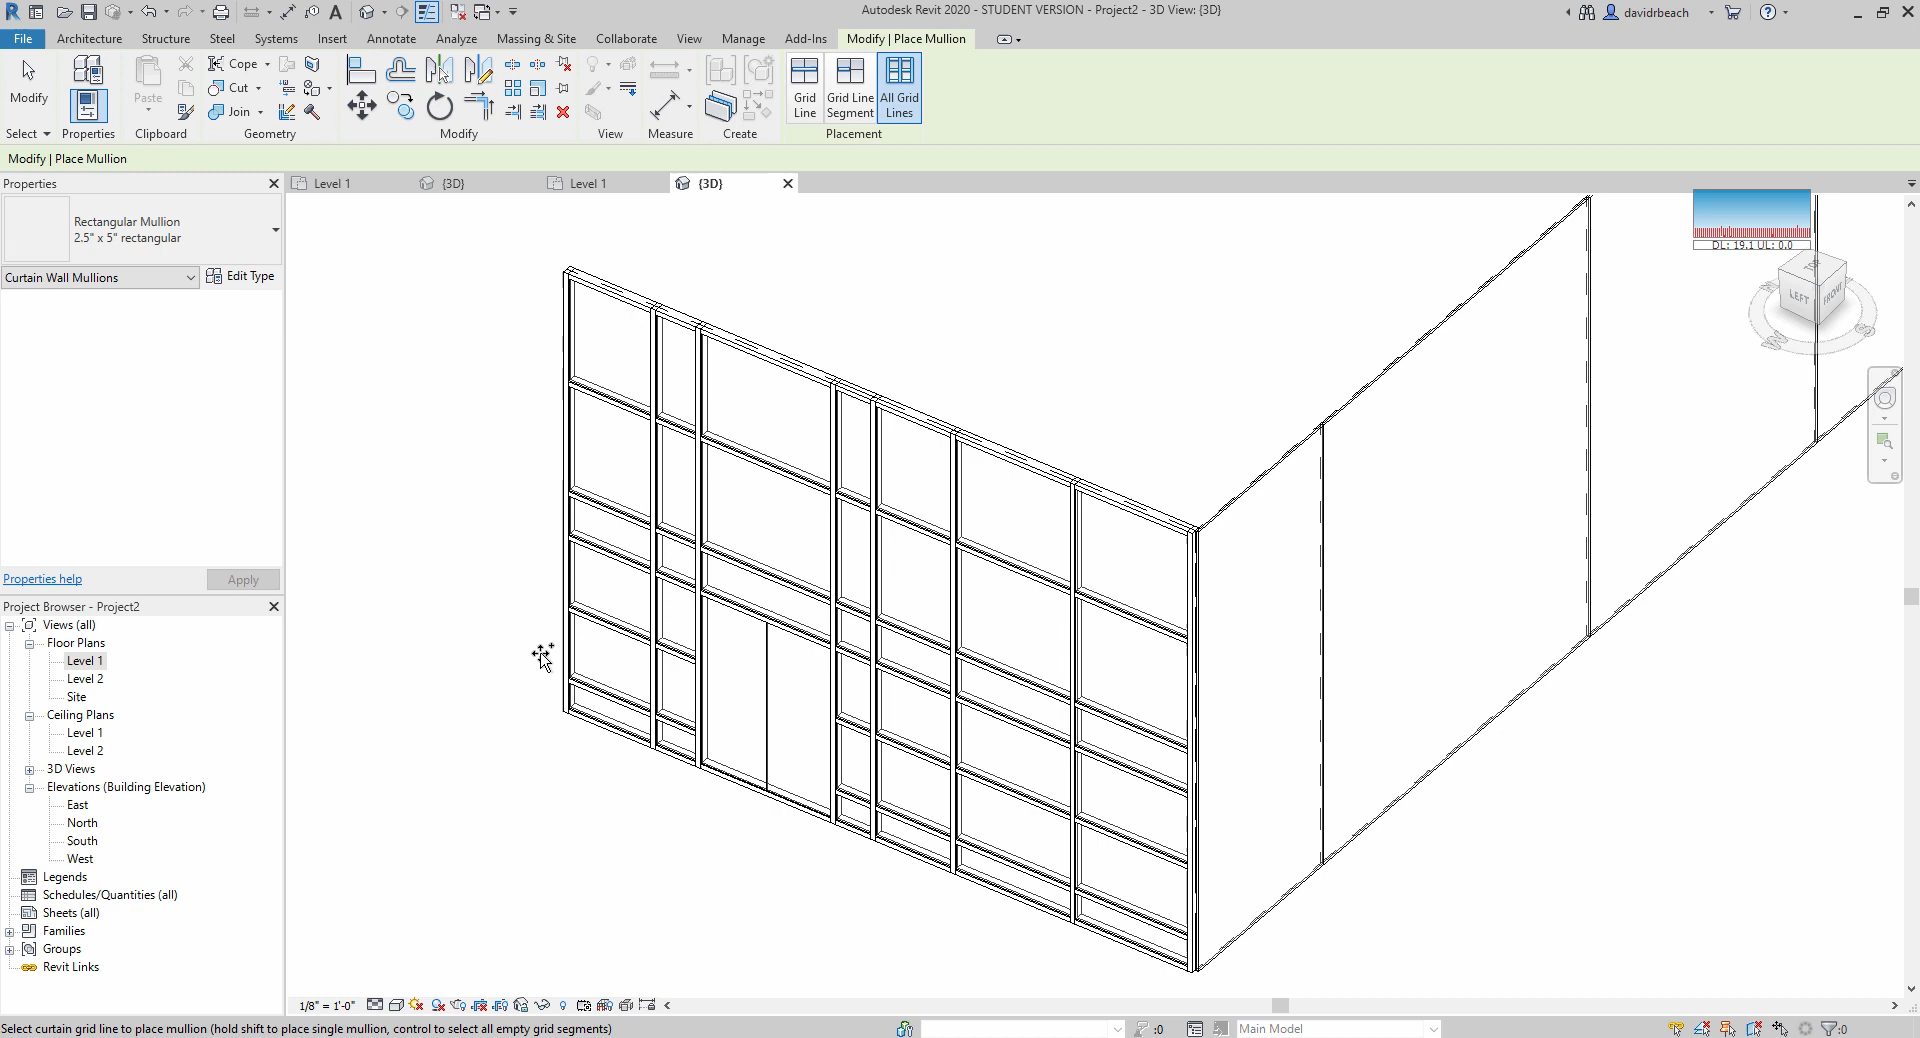 Autodesk Revit 2020 - STUDENT VERSION - Project2 - 3D View: {3D}
davidrbeach
File
Architecture
Structure
Steel
Systems
Insert
Annotate
Analyze
Massing & Site
Collaborate
View
Manage
Add-Ins
Modify | Place Mullion
Modify
Paste
Cope
Cut
Join
Grid Line
Grid Line Segment
All Grid Lines
Select
Properties
Clipboard
Geometry
Modify
View
Measure
Create
Placement
Modify | Place Mullion
Properties
Level 1
{3D}
Level 1
{3D}
Rectangular Mullion
2.5" x 5" rectangular
Curtain Wall Mullions
Edit Type
Properties help
Apply
Project Browser - Project2
Views (all)
Floor Plans
Level 1
Level 2
Site
Ceiling Plans
Level 1
Level 2
3D Views
Elevations (Building Elevation)
East
North
South
West
Legends
Schedules/Quantities (all)
Sheets (all)
Families
Groups
Revit Links
DL: 19.1 UL: 0.0
TOP
LEFT
FRONT
W
S
1/8" = 1'-0"
Select curtain grid line to place mullion (hold shift to place single mullion, control to select all empty grid segments)
:0
Main Model
:0